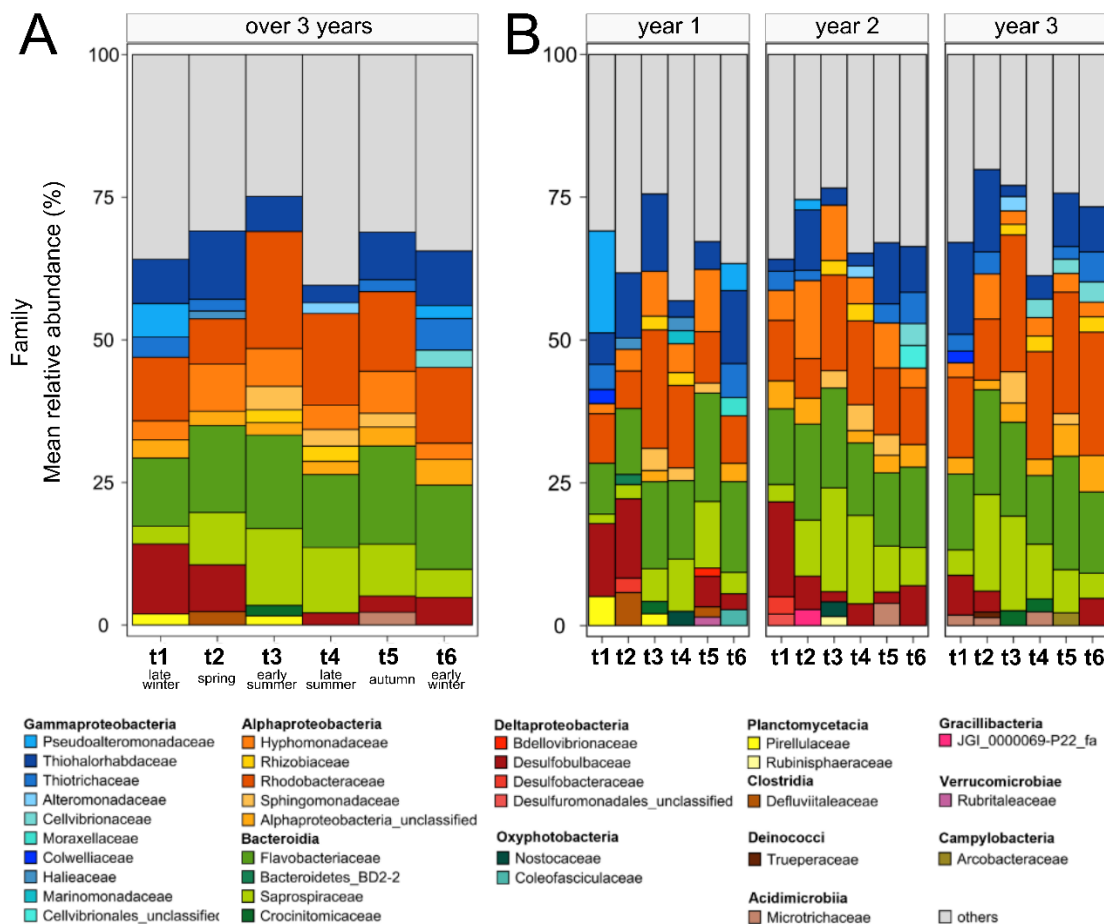 A
over 3 years
B
year 1
year 2
year 3
Family
Mean relative abundance (%)
100
75
50
25
0
100
75
50
25
0
t1
t2
t3
t4
t5
t6
late winter
spring
early summer
late summer
autumn
early winter
t1 t2 t3 t4 t5 t6
t1 t2 t3 t4 t5 t6
t1 t2 t3 t4 t5 t6
Gammaproteobacteria
Pseudoalteromonadaceae
Thiohalorhabdaceae
Thiotrichaceae
Alteromonadaceae
Cellvibrionaceae
Moraxellaceae
Colwelliaceae
Halieaceae
Marinomonadaceae
Cellvibrionales_unclassified
Alphaproteobacteria
Hyphomonadaceae
Rhizobiaceae
Rhodobacteraceae
Sphingomonadaceae
Alphaproteobacteria_unclassified
Bacteroidia
Flavobacteriaceae
Bacteroidetes_BD2-2
Saprospiraceae
Crocinitomicaceae
Deltaproteobacteria
Bdellovibrionaceae
Desulfobulbaceae
Desulfobacteraceae
Desulfuromonadales_unclassified
Oxyphotobacteria
Nostocaceae
Coleofasciculaceae
Planctomycetacia
Pirellulaceae
Rubinisphaeraceae
Clostridia
Defluviitaleaceae
Deinococci
Trueperaceae
Acidimicrobiia
Microtrichaceae
Gracillibacteria
JGI_0000069-P22_fa
Verrucomicrobiae
Rubritaleaceae
Campylobacteria
Arcobacteraceae
others